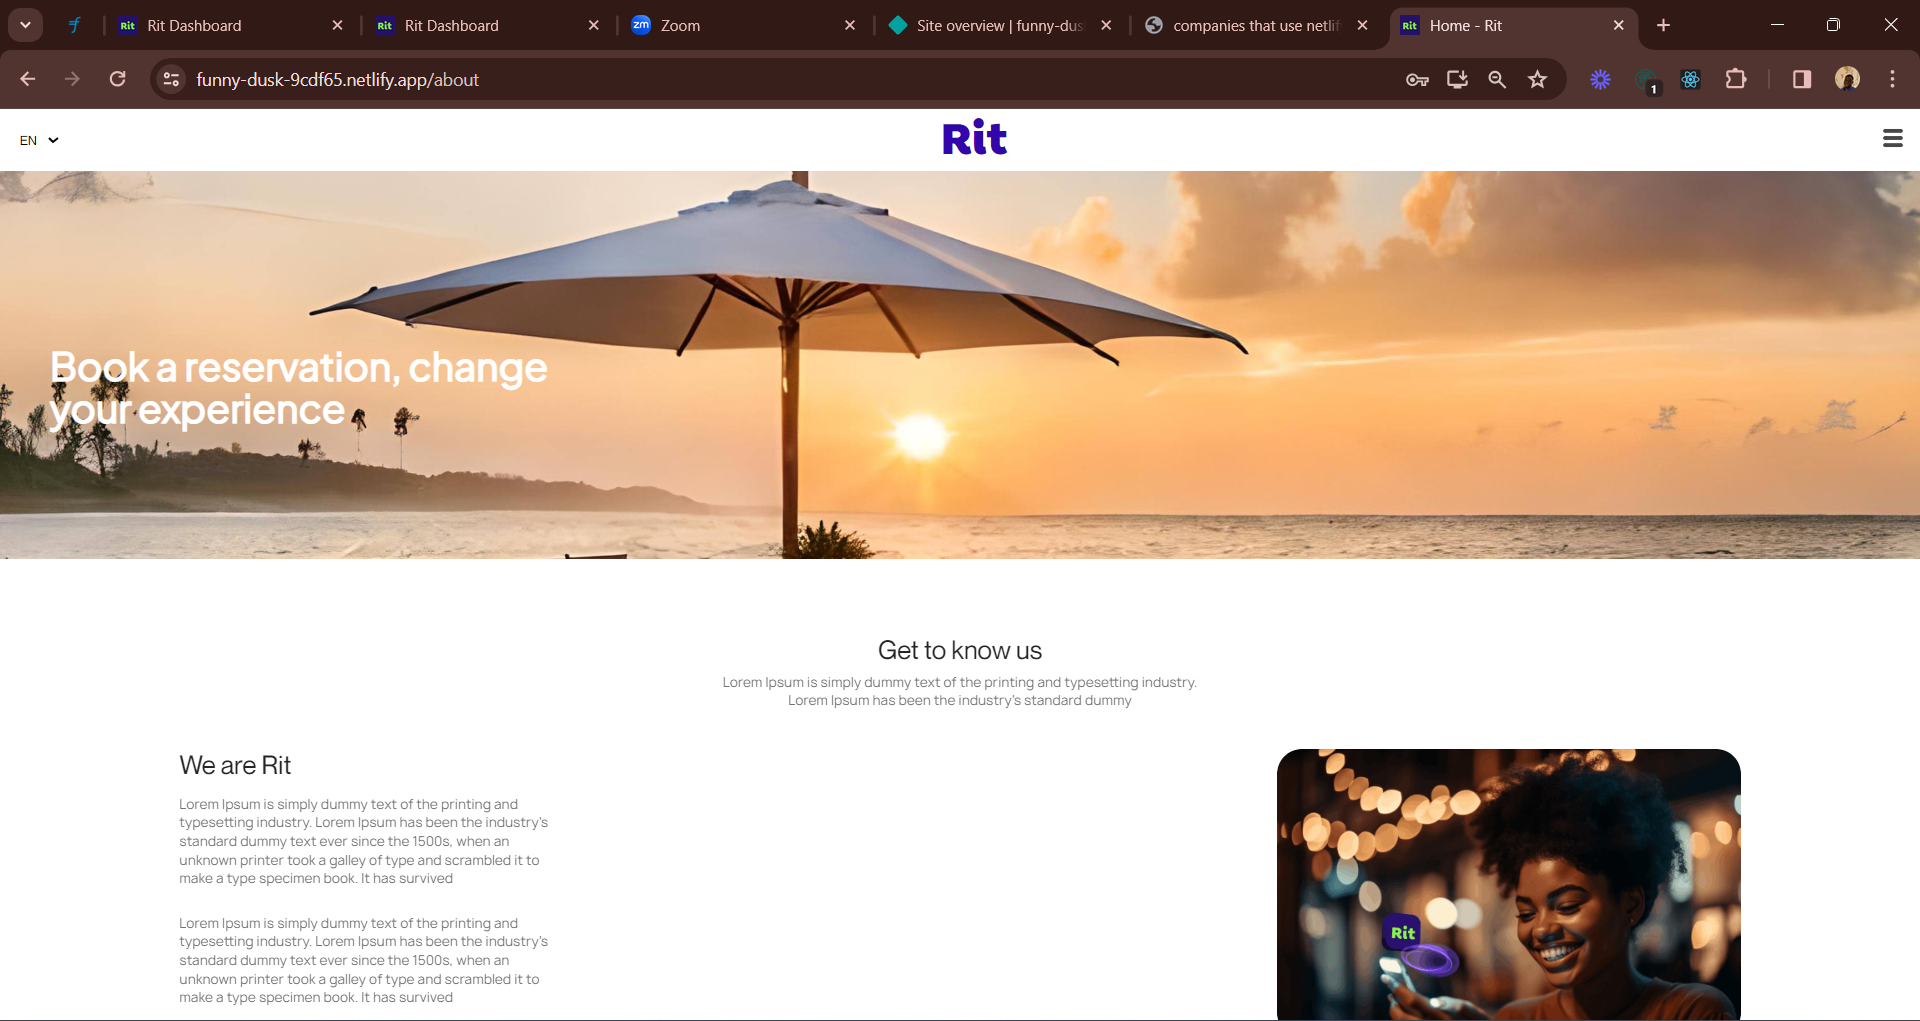 Rit Rit Dashboard
Rit Rit Dashboard
zm Zoom
Site overview | funny-dus
companies that use netlif
Rit Home - Rit
funny-dusk-9cdf65.netlify.app/about
1
EN
Rit
Book a reservation, change
your experience
Get to know us
Lorem Ipsum is simply dummy text of the printing and typesetting industry.
Lorem Ipsum has been the industry's standard dummy
We are Rit
Lorem Ipsum is simply dummy text of the printing and
typesetting industry. Lorem Ipsum has been the industry's
standard dummy text ever since the 1500s, when an
unknown printer took a galley of type and scrambled it to
make a type specimen book. It has survived
Lorem Ipsum is simply dummy text of the printing and
typesetting industry. Lorem Ipsum has been the industry's
standard dummy text ever since the 1500s, when an
unknown printer took a galley of type and scrambled it to
make a type specimen book. It has survived
Rit